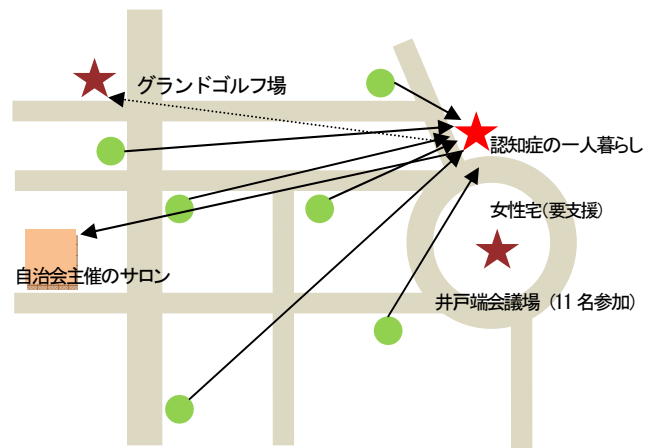 グランドゴルフ場
認知症の一人暮らし
女性宅(要支援)
自治会主催のサロン
井戸端会議場（11名参加）